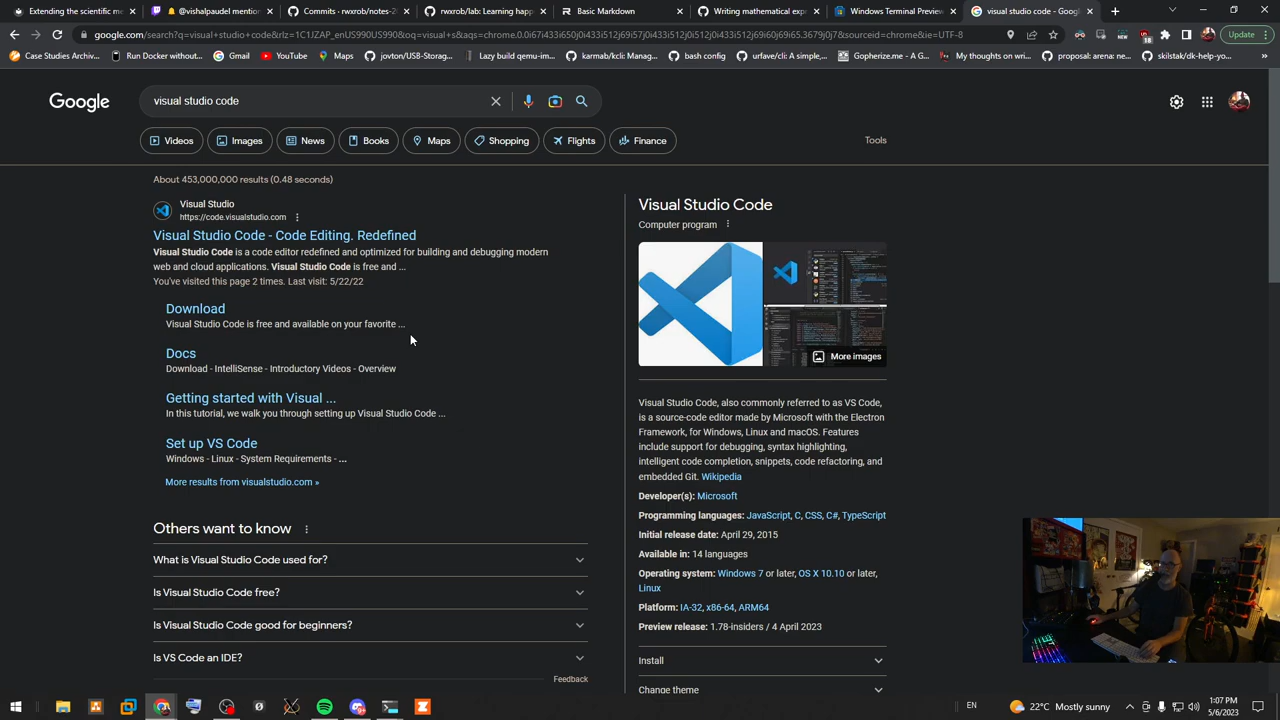 Extending the scientific me
🔔 @vishalpaudel mention
Commits · rwxrob/notes-2
rwxrob/lab: Learning happ
Basic Markdown
Writing mathematical expr
Windows Terminal Preview
visual studio code - Goog
google.com/search?q=visual+studio+code&rlz=1C1JZAP_enUS990US990&oq=visual+s&aqs=chrome.0.0i67i433i650j0i433i512j69i57j0i433i512j0i512j0i433i512j69i60j69i65.3679j0j7&sourceid=chrome&ie=UTF-8
Update
Case Studies Archiv...
Run Docker without...
Gmail
YouTube
Maps
jovton/USB-Storag...
Lazy build qemu-im...
karmab/kcli: Manag...
bash config
urfave/cli: A simple,...
Gopherize.me - A G...
My thoughts on wri...
proposal: arena: ne...
skilstak/dk-help-yo...
Google
visual studio code
Videos
Images
News
Books
Maps
Shopping
Flights
Finance
Tools
About 453,000,000 results (0.48 seconds)
Visual Studio
https://code.visualstudio.com
Visual Studio Code - Code Editing. Redefined
Visual Studio Code is a code editor redefined and optimized for building and debugging modern
web and cloud applications. Visual Studio Code is free and ...
You've visited this page 2 times. Last visit: 5/22/22
Download
Visual Studio Code is free and available on your favorite ...
Docs
Download - IntelliSense - Introductory Videos - Overview
Getting started with Visual ...
In this tutorial, we walk you through setting up Visual Studio Code ...
Set up VS Code
Windows - Linux - System Requirements - ...
More results from visualstudio.com »
Others want to know
What is Visual Studio Code used for?
Is Visual Studio Code free?
Is Visual Studio Code good for beginners?
Is VS Code an IDE?
Feedback
Visual Studio Code
Computer program
More images
Visual Studio Code, also commonly referred to as VS Code,
is a source-code editor made by Microsoft with the Electron
Framework, for Windows, Linux and macOS. Features
include support for debugging, syntax highlighting,
intelligent code completion, snippets, code refactoring, and
embedded Git. Wikipedia
Developer(s): Microsoft
Programming languages: JavaScript, C, CSS, C#, TypeScript
Initial release date: April 29, 2015
Available in: 14 languages
Operating system: Windows 7 or later, OS X 10.10 or later,
Linux
Platform: IA-32, x86-64, ARM64
Preview release: 1.78-insiders / 4 April 2023
Install
Change theme
EN
22°C Mostly sunny
1:07 PM
5/6/2023